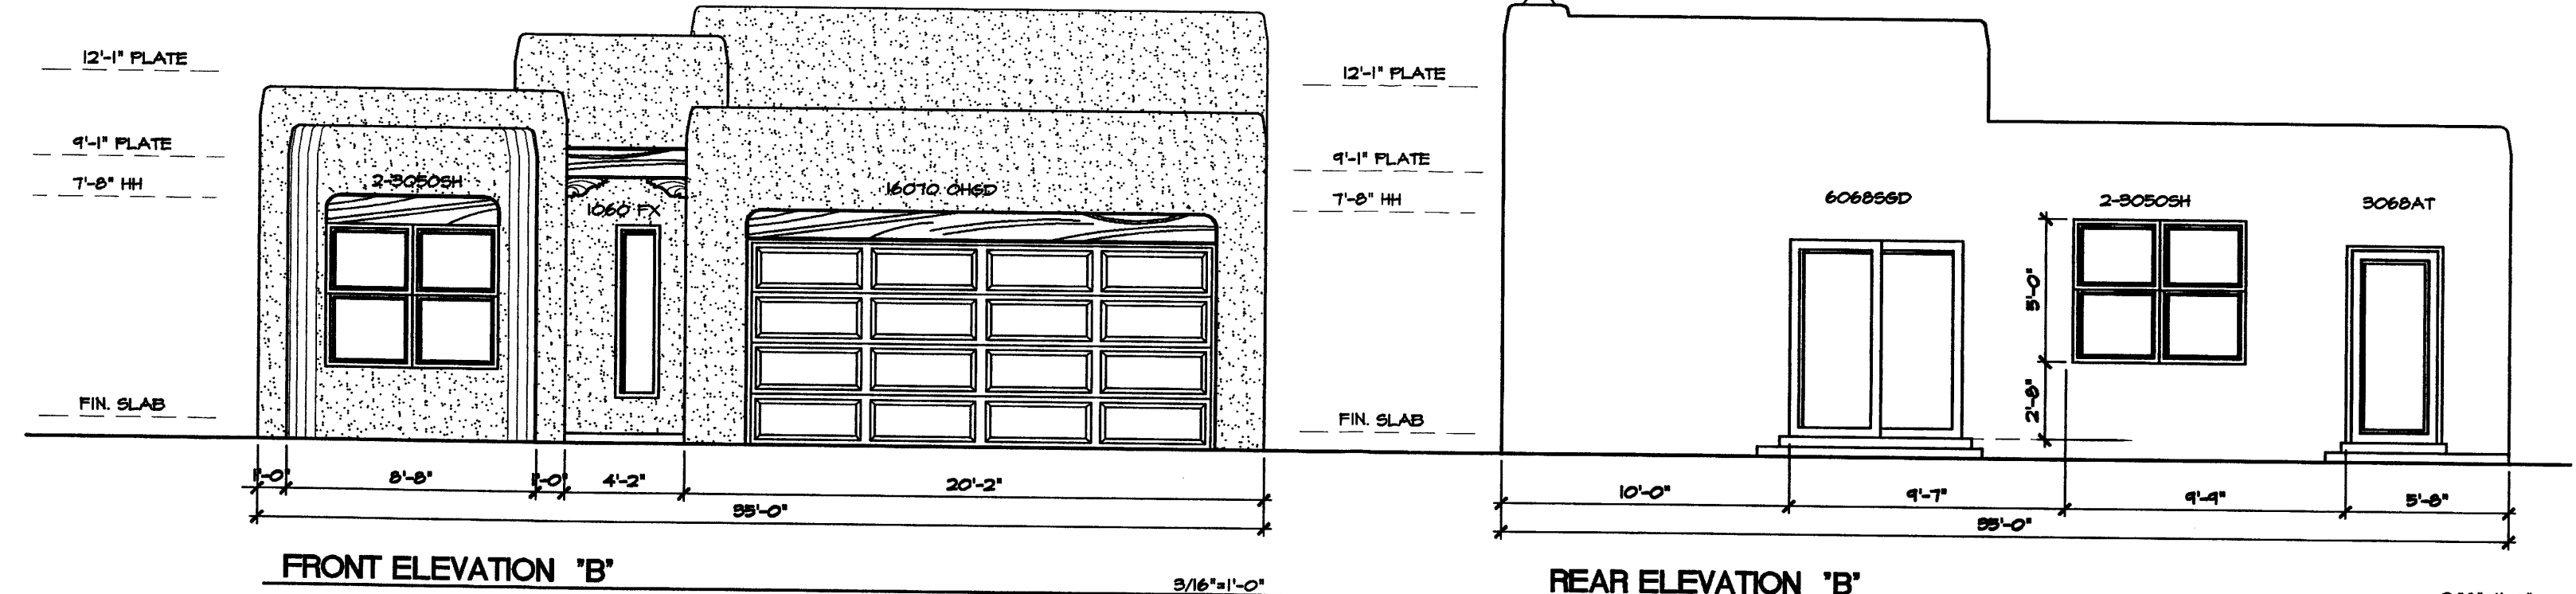 12'-1" PLATE
9'-1" PLATE
7'-8" HH
FIN. SLAB
2-3050SH
1060 FX
16070 OHGD
1'-0"
8'-8"
1'-0"
4'-2"
20'-2"
35'-0"
FRONT ELEVATION "B"
3/16"=1'-0"
12'-1" PLATE
9'-1" PLATE
7'-8" HH
FIN. SLAB
6068SGD
2-3050SH
3068AT
5'-0"
2'-8"
10'-0"
9'-7"
9'-9"
5'-8"
35'-0"
REAR ELEVATION "B"